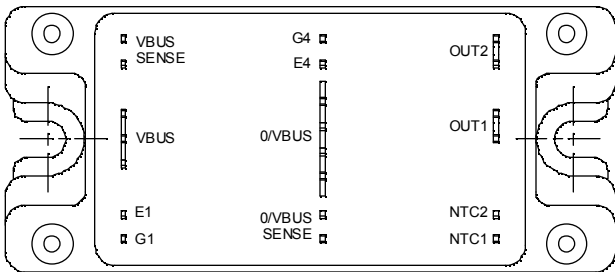 VBUS
SENSE
G4
E4
OUT2
VBUS
0/VBUS
OUT1
E1
G1
0/VBUS
SENSE
NTC2
NTC1